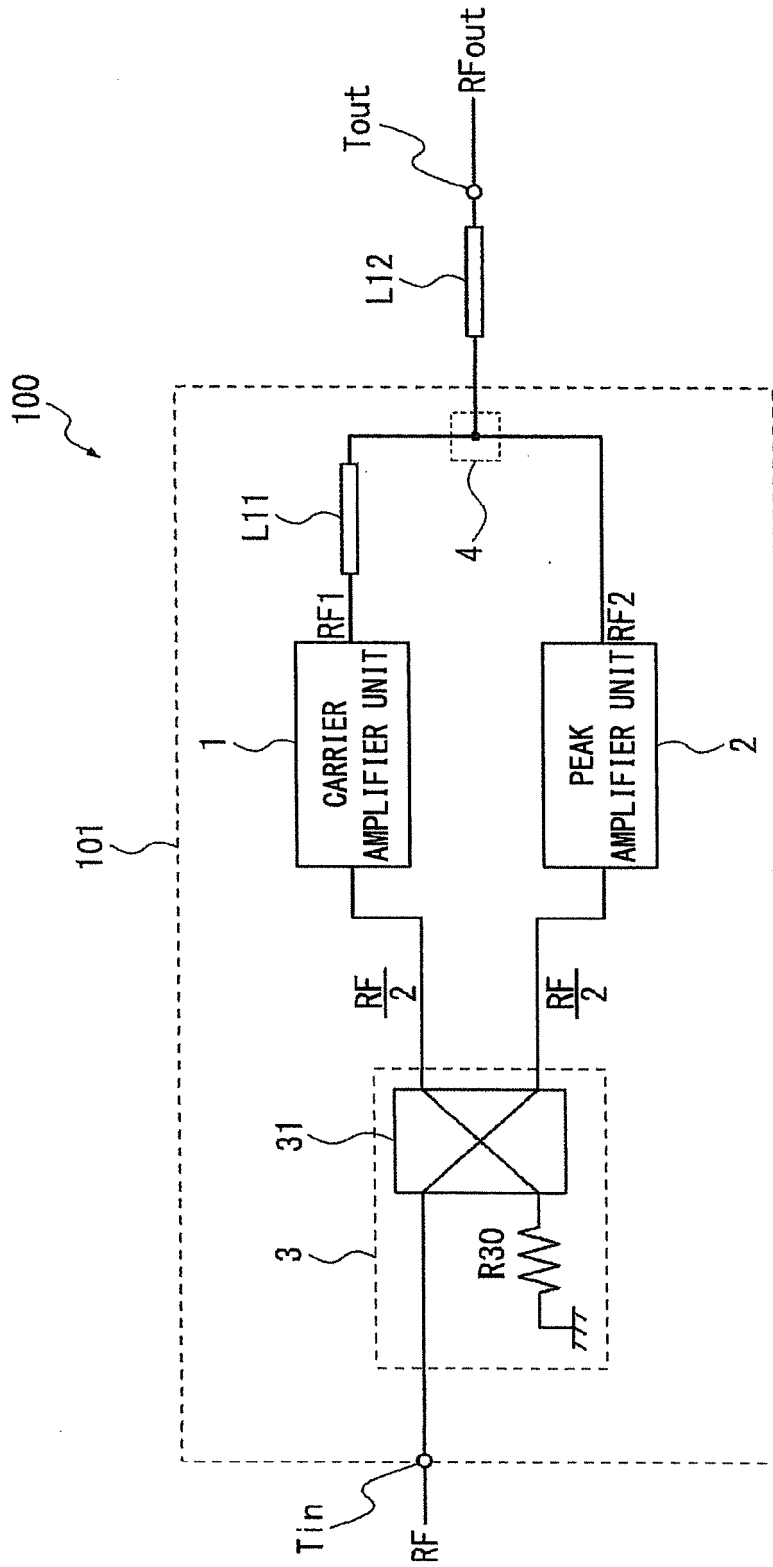 100
101
Tin
RF
3
31
R30
RF
2
RF
2
1
CARRIER
AMPLIFIER UNIT
RF1
L11
PEAK
AMPLIFIER UNIT
RF2
2
4
L12
Tout
RFout